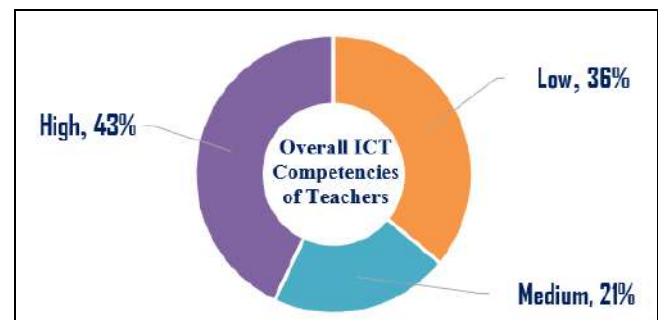 Low, 36%
High, 43%
Overall ICT
Competencies
of Teachers
Medium, 21%